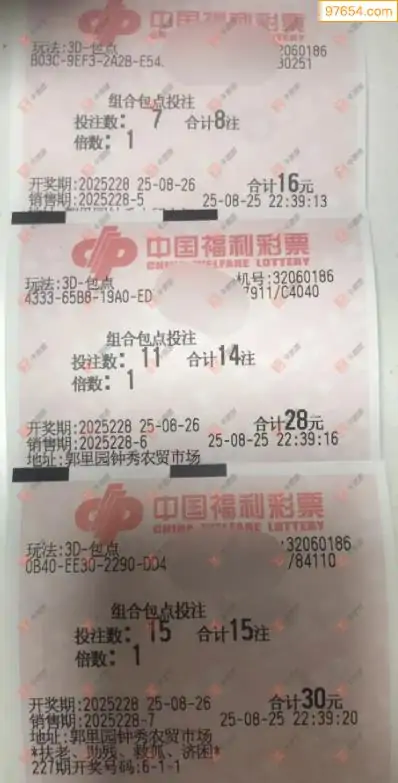 97654.com
中国福利彩票
玩法:3D-包点
2060186
B03C-9EF3-2A2B-E54
30251
组合包点投注
投注数: 7 合计8注
倍数: 1
开奖期:2025228 25-08-26 合计16元
销售期:2025228-5 25-08-25 22:39:13
中国福利彩票
CHINA WELFARE LOTTERY
玩法:3D-包点 机号:32060186
4333-65B8-19A0-ED 7911/C4040
组合包点投注
投注数: 11 合计14注
倍数: 1
开奖期:2025228 25-08-26 合计28元
销售期:2025228-6 25-08-25 22:39:16
地址:郭里园钟秀农贸市场
中国福利彩票
CHINA WELFARE LOTTERY
玩法:3D-包点 :32060186
0B40-EE30-2290-DD4 /84110
组合包点投注
投注数: 15 合计15注
倍数: 1
开奖期:2025228 25-08-26 合计30元
销售期:2025228-7 25-08-25 22:39:20
地址:郭里园钟秀农贸市场
*扶老、助残、救孤、济困*
227期开奖号码:6-1-1